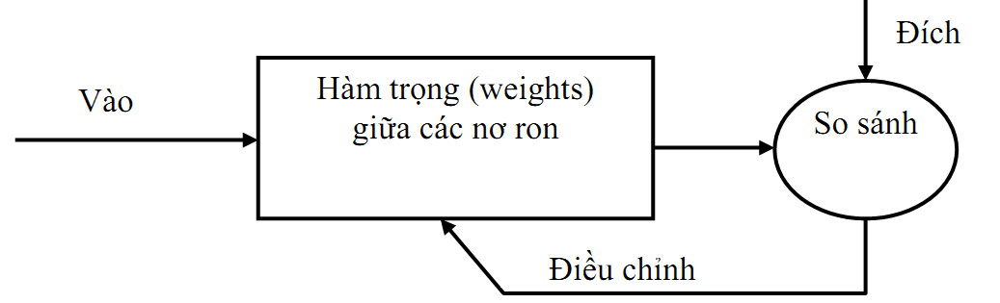 Đích
Vào
Hàm trọng (weights)
giữa các nơ ron
So sánh
Điều chỉnh